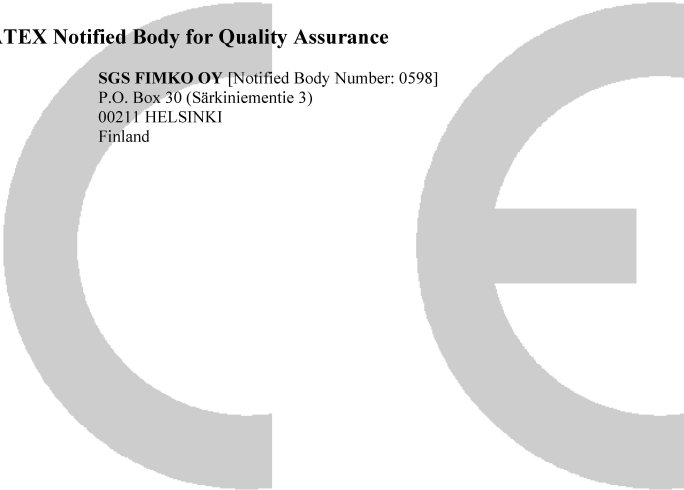 ATEX Notified Body for Quality Assurance
SGS FIMKO OY [Notified Body Number: 0598]
P.O. Box 30 (Särkiniementie 3)
00211 HELSINKI
Finland